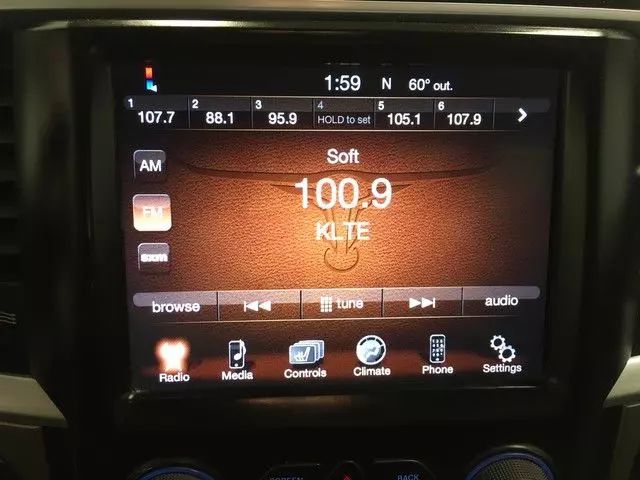 1:59 N 60° out.
1 2 3 4 5 6
107.7 88.1 95.9 HOLD to set 105.1 107.9
Soft
AM
100.9
FM
KLTE
sxm
browse tune audio
Radio Media Controls Climate Phone Settings
SCREEN BACK